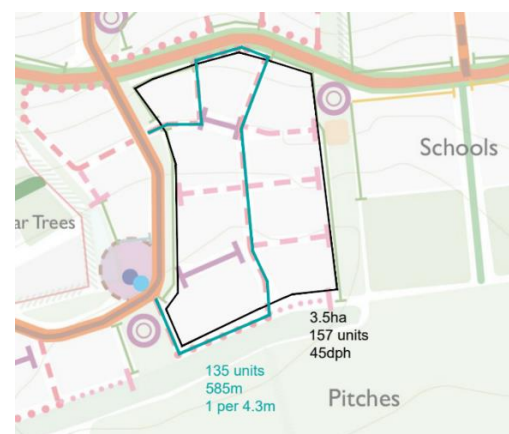 Schools
ar Trees
3.5ha
157 units
45dph
135 units
585m
1 per 4.3m
Pitches